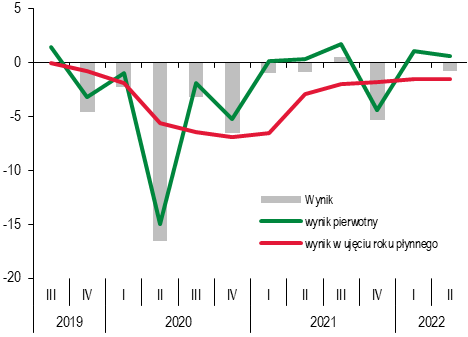 5
0
-5
-10
-15
-20
Wynik
wynik pierwotny
wynik w ujęciu roku płynnego
III IV I II III IV I II III IV I II
2019 2020 2021 2022